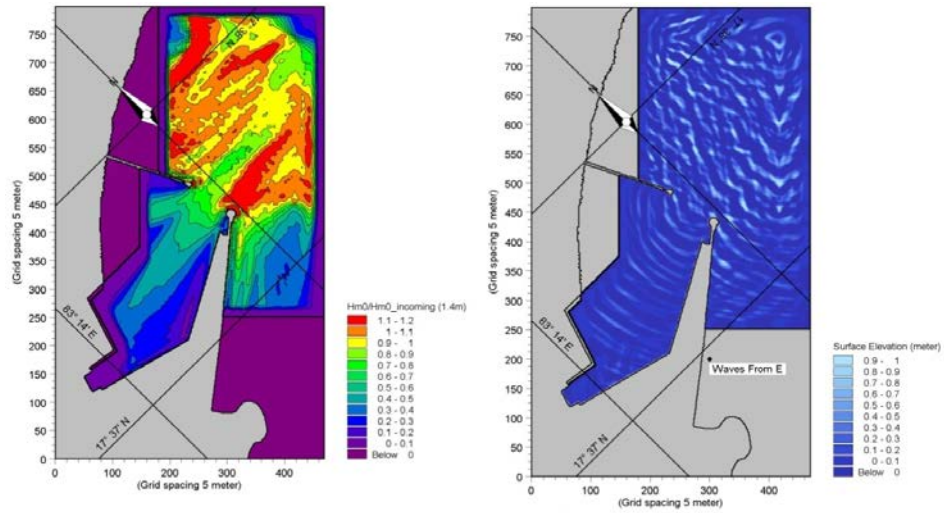 750
700
650
600
550
500
450
400
350
300
250
200
150
100
50
0
(Grid spacing 5 meter)
N
17° 38' N
83° 14' E
17° 37' N
0 100 200 300 400
(Grid spacing 5 meter)
Hm0/Hm0_incoming (1.4m)
1.1 - 1.2
1 - 1.1
0.9 - 1
0.8 - 0.9
0.7 - 0.8
0.6 - 0.7
0.5 - 0.6
0.4 - 0.5
0.3 - 0.4
0.2 - 0.3
0.1 - 0.2
0 - 0.1
Below 0
750
700
650
600
550
500
450
400
350
300
250
200
150
100
50
0
(Grid spacing 5 meter)
N
17° 38' N
83° 14' E
17° 37' N
Waves From E
0 100 200 300 400
(Grid spacing 5 meter)
Surface Elevation (meter)
0.9 - 1
0.8 - 0.9
0.7 - 0.8
0.6 - 0.7
0.5 - 0.6
0.4 - 0.5
0.3 - 0.4
0.2 - 0.3
0.1 - 0.2
0 - 0.1
Below 0